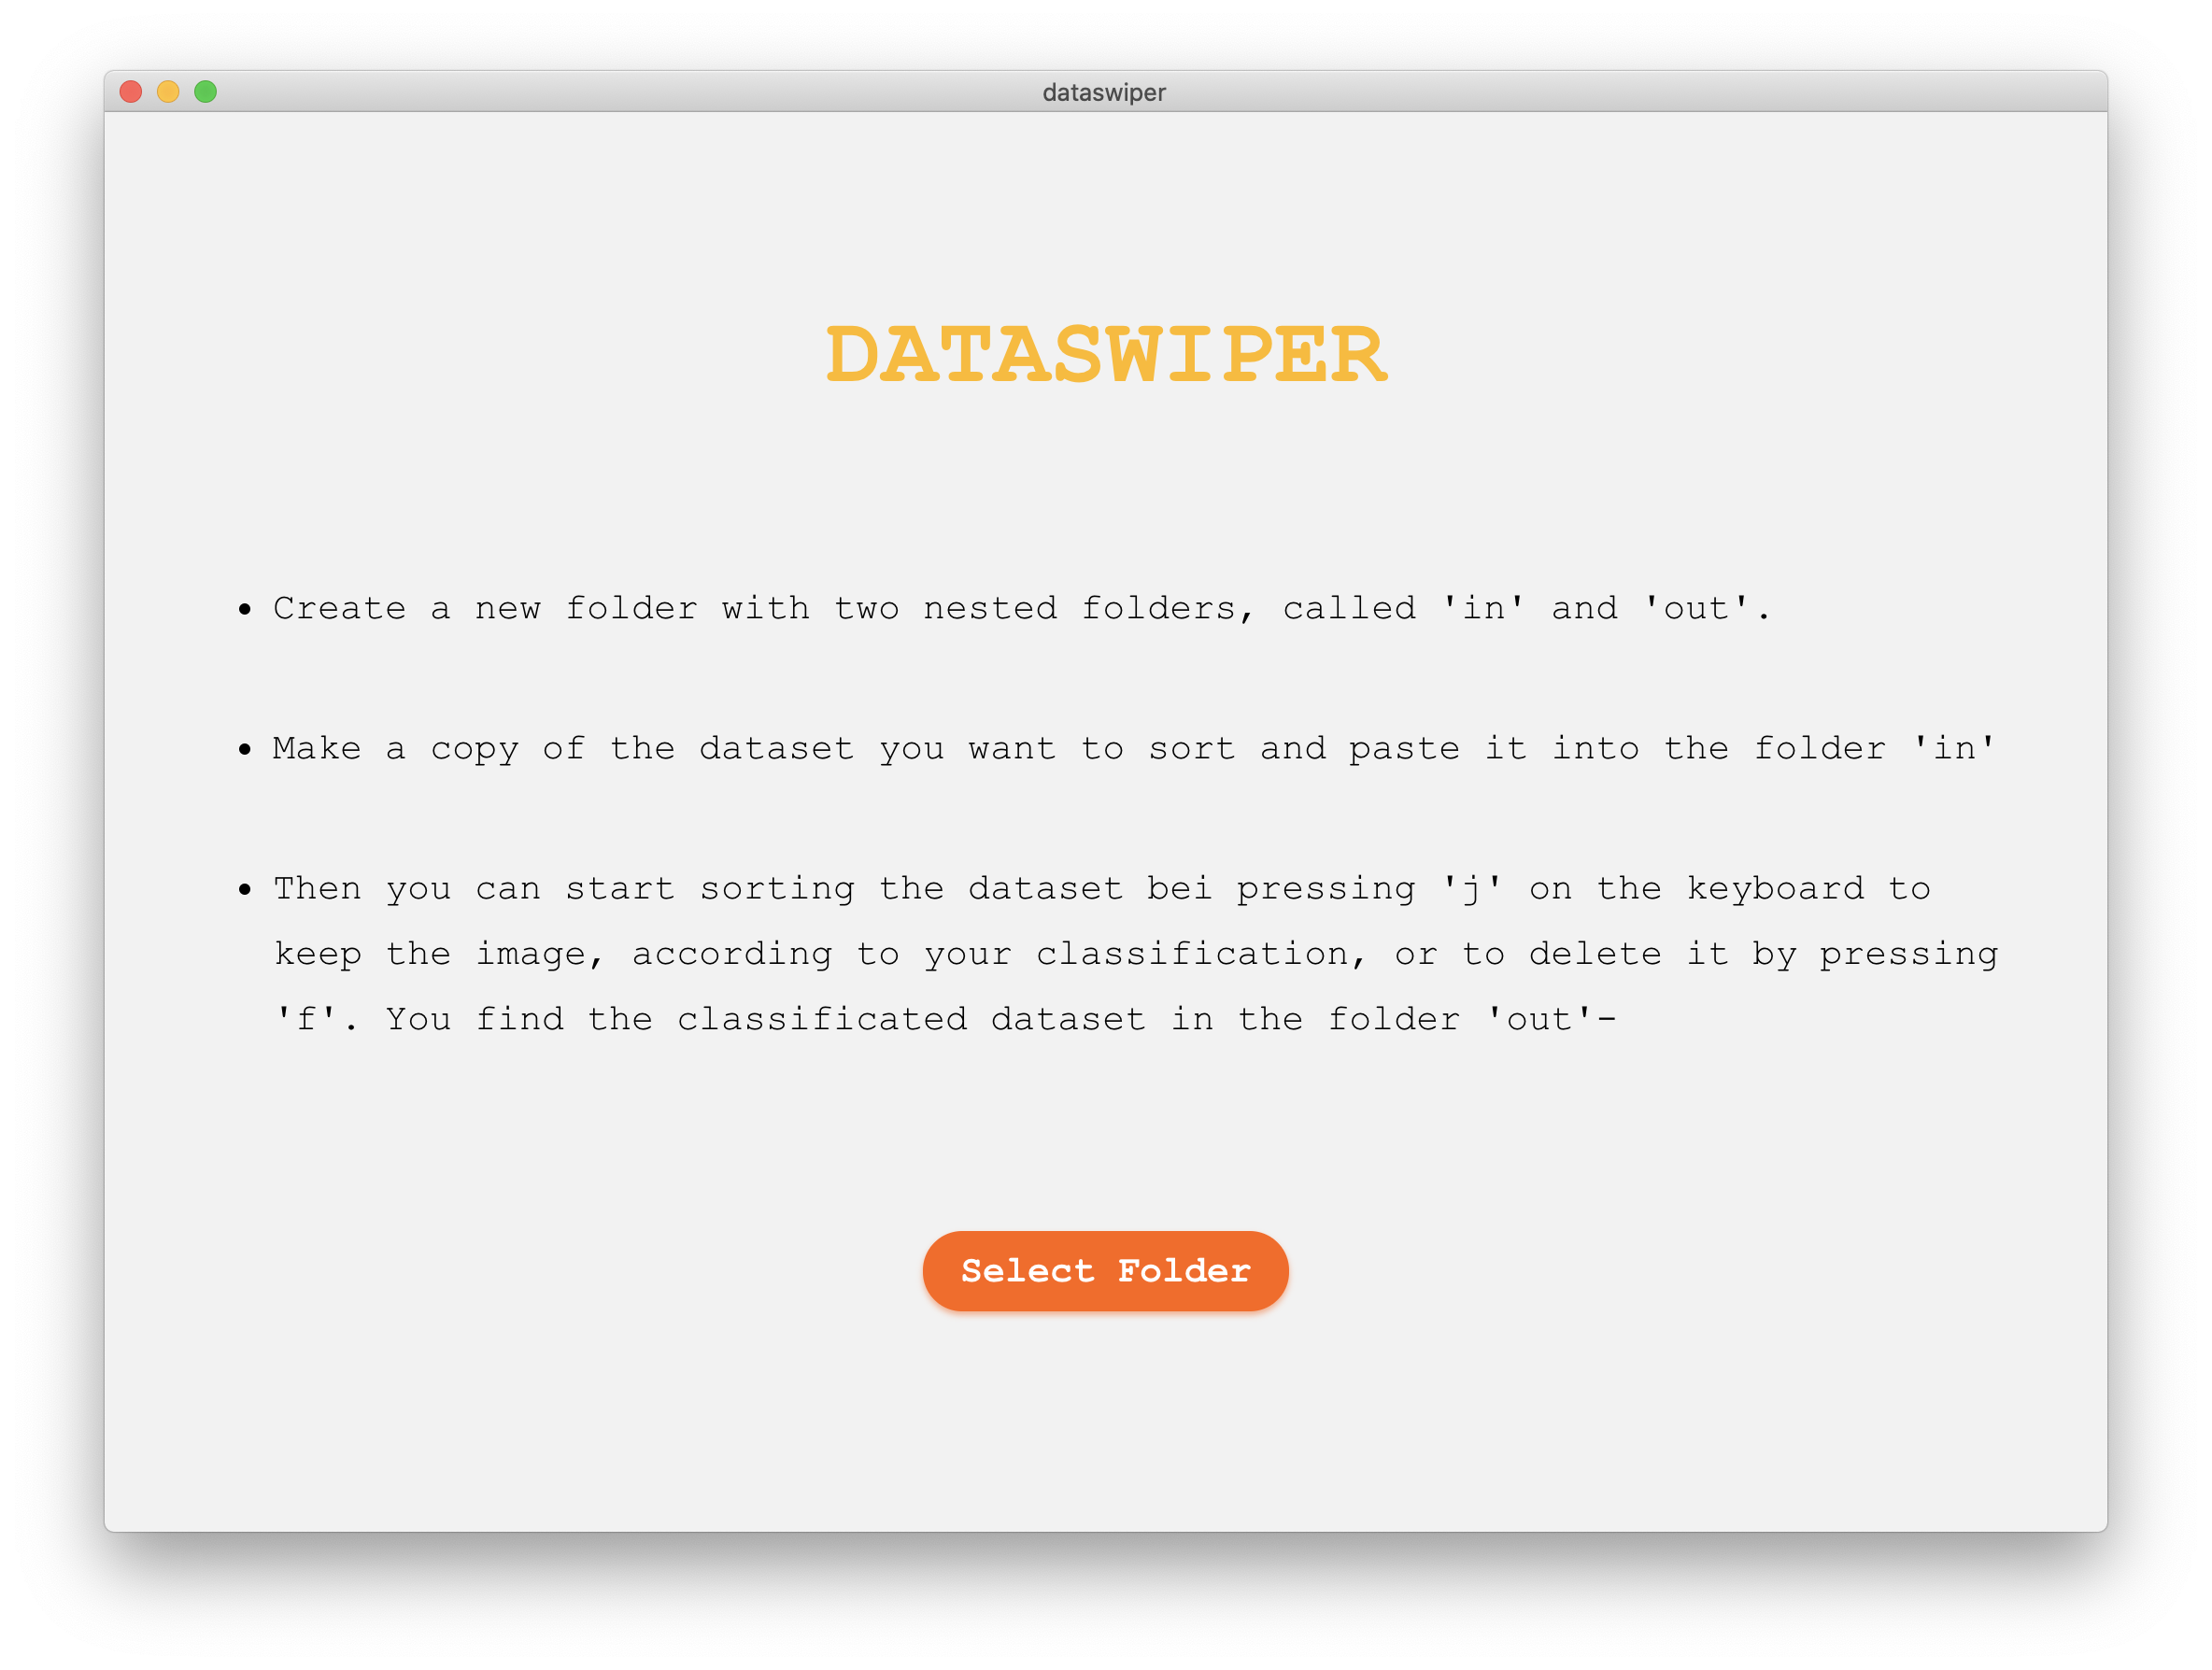 dataswiper
DATASWIPER
• Create a new folder with two nested folders, called 'in' and 'out'.
• Make a copy of the dataset you want to sort and paste it into the folder 'in'
• Then you can start sorting the dataset bei pressing 'j' on the keyboard to
keep the image, according to your classification, or to delete it by pressing
'f'. You find the classificated dataset in the folder 'out'-
Select Folder